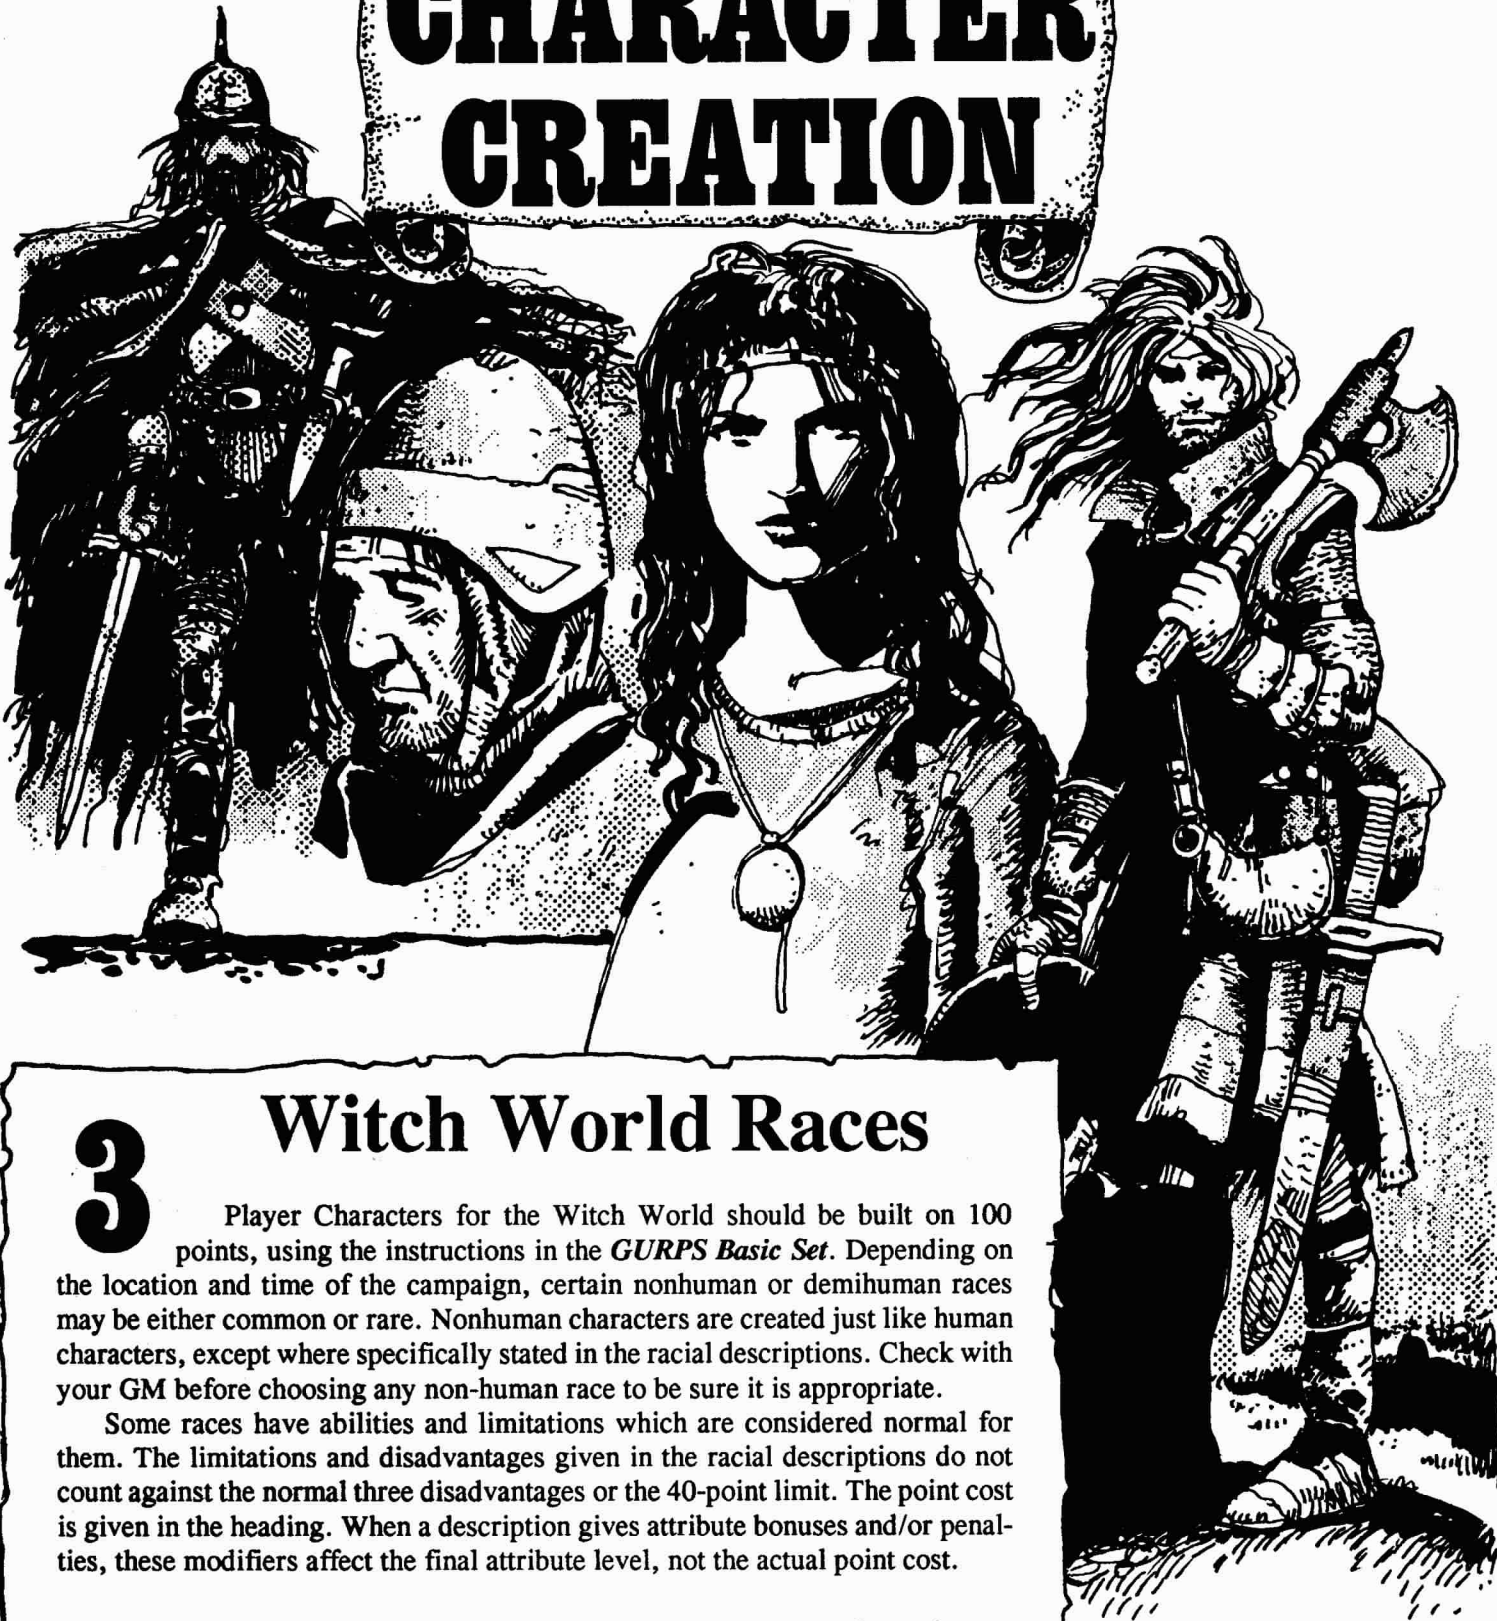 CHARACTER
CREATION
3
Witch World Races
Player Characters for the Witch World should be built on 100
points, using the instructions in the GURPS Basic Set. Depending on
the location and time of the campaign, certain nonhuman or demihuman races
may be either common or rare. Nonhuman characters are created just like human
characters, except where specifically stated in the racial descriptions. Check with
your GM before choosing any non-human race to be sure it is appropriate.
Some races have abilities and limitations which are considered normal for
them. The limitations and disadvantages given in the racial descriptions do not
count against the normal three disadvantages or the 40-point limit. The point cost
is given in the heading. When a description gives attribute bonuses and/or penal-
ties, these modifiers affect the final attribute level, not the actual point cost.